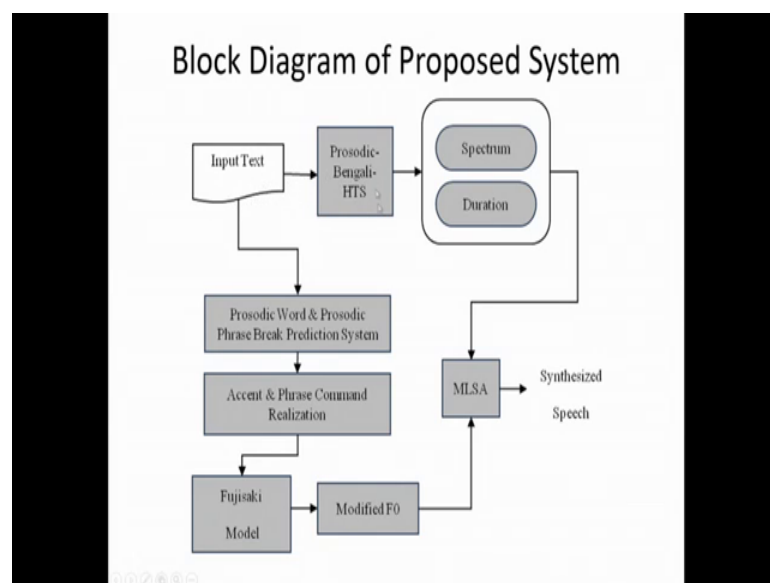 Block Diagram of Proposed System
Input Text
Prosodic-
Bengali-
HTS
Spectrum
Duration
Prosodic Word & Prosodic
Phrase Break Prediction System
Accent & Phrase Command
Realization
Fujisaki
Model
Modified F0
MLSA
Synthesized
Speech